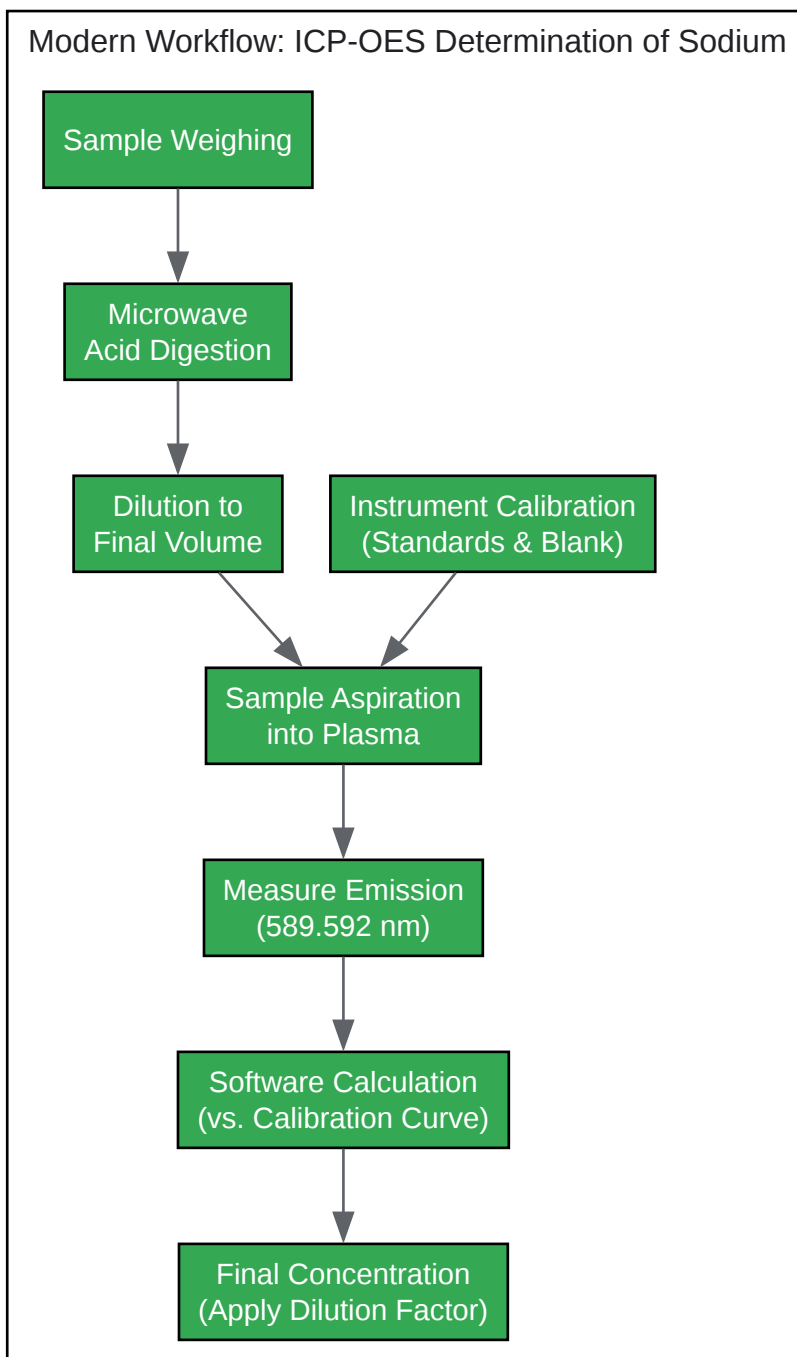 Modern Workflow: ICP-OES Determination of Sodium
Sample Weighing
Microwave
Acid Digestion
Dilution to
Final Volume
Instrument Calibration
(Standards & Blank)
Sample Aspiration
into Plasma
Measure Emission
(589.592 nm)
Software Calculation
(vs. Calibration Curve)
Final Concentration
(Apply Dilution Factor)